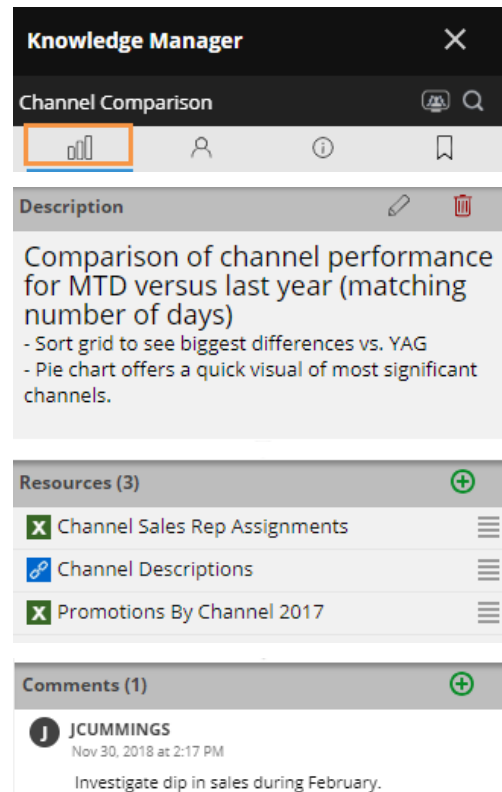 Knowledge Manager
Channel Comparison
Description
Comparison of channel performance
for MTD versus last year (matching
number of days)
- Sort grid to see biggest differences vs. YAG
- Pie chart offers a quick visual of most significant
channels.
Resources (3)
X Channel Sales Rep Assignments
Channel Descriptions
X Promotions By Channel 2017
Comments (1)
J JCUMMINGS
Nov 30, 2018 at 2:17 PM
Investigate dip in sales during February.